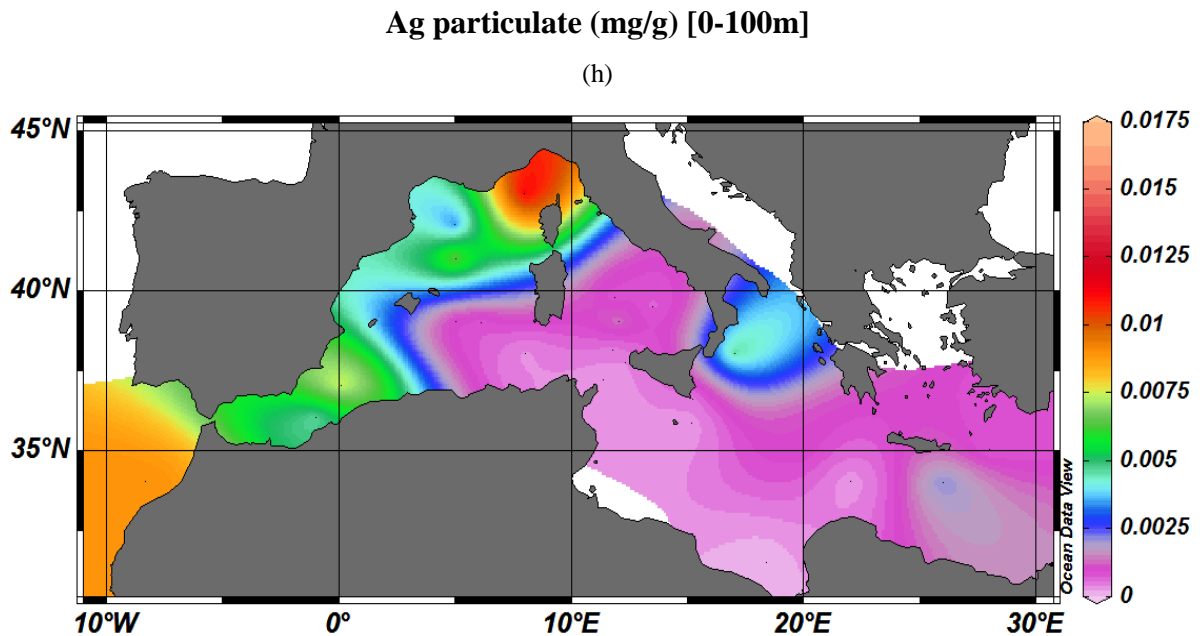 Ag particulate (mg/g) [0-100m]
(h)
45°N
40°N
35°N
10°W
0°
10°E
20°E
30°E
0.0175
0.015
0.0125
0.01
0.0075
0.005
0.0025
0
Ocean Data View